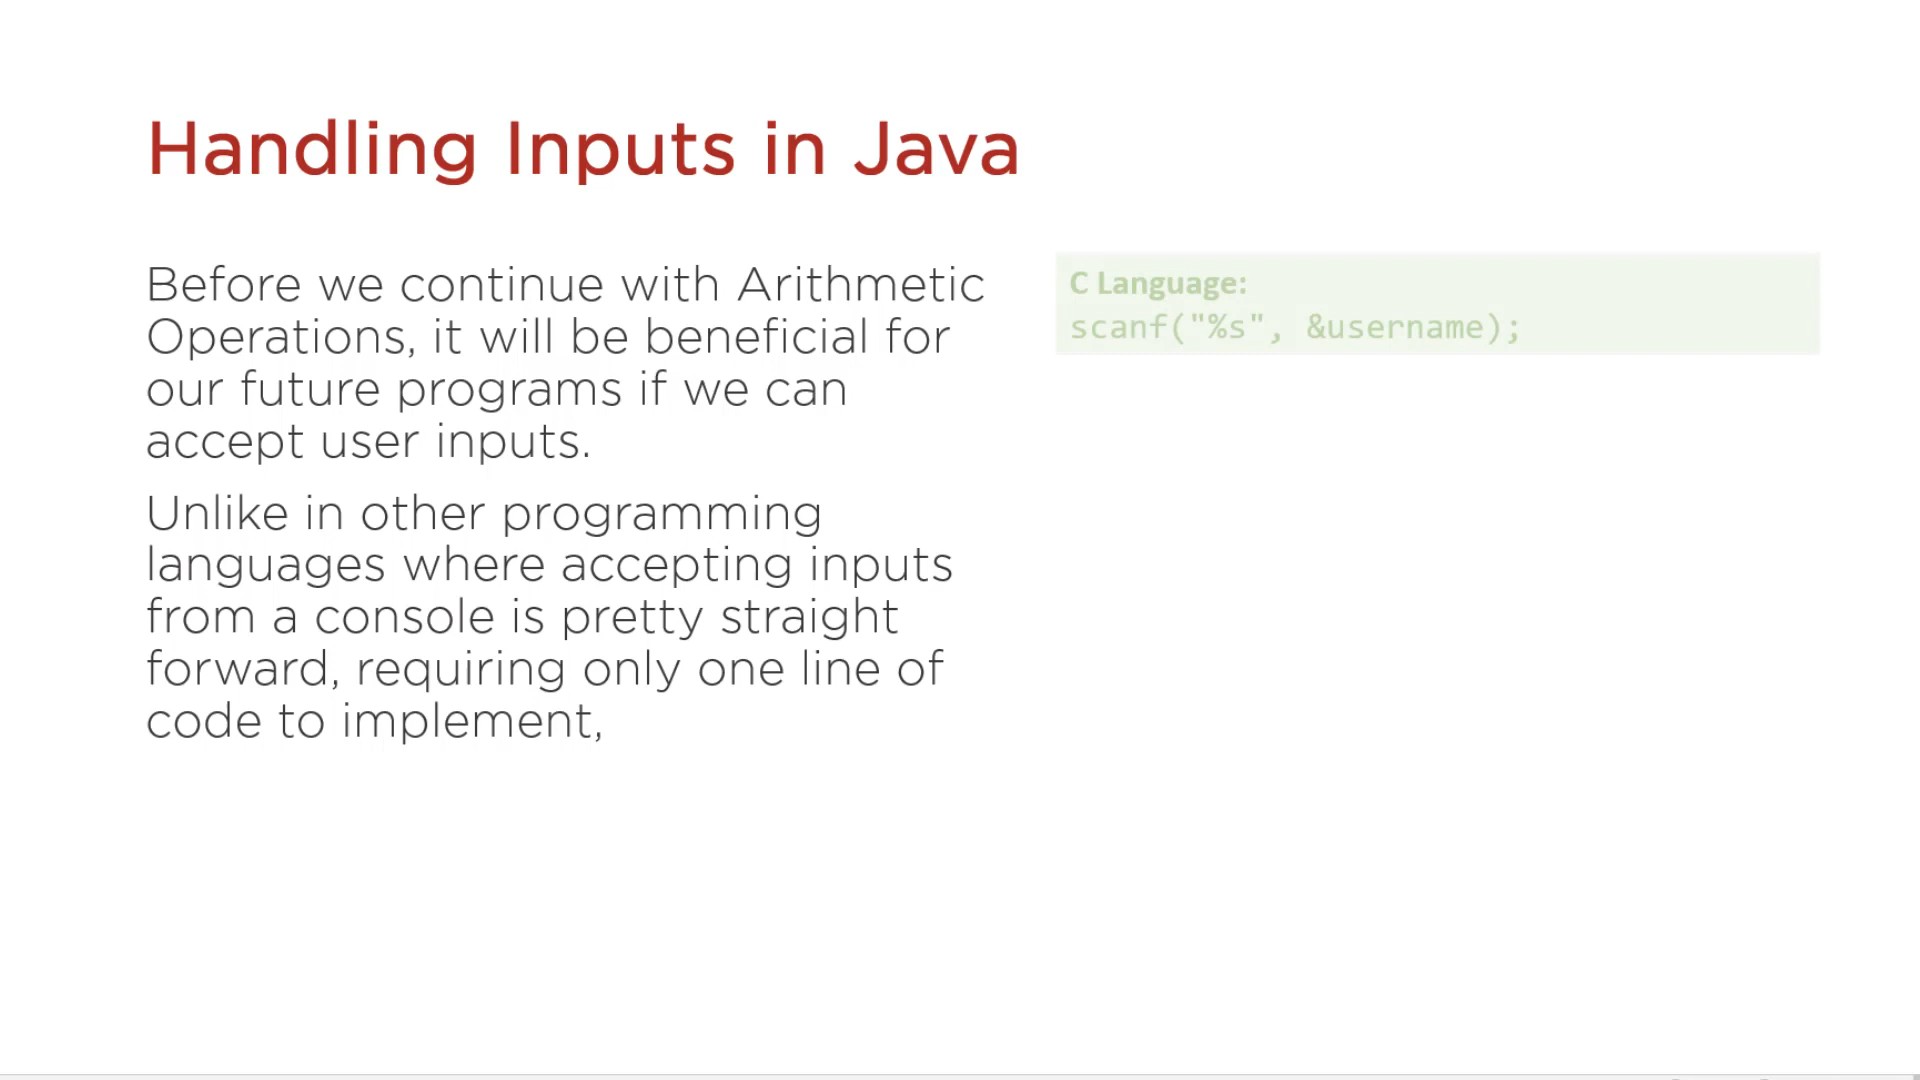 Handling Inputs in Java
Before we continue with Arithmetic
Operations, it will be beneficial for
our future programs if we can
accept user inputs.
Unlike in other programming
languages where accepting inputs
from a console is pretty straight
forward, requiring only one line of
code to implement,
C Language:
scanf("%s", &username);